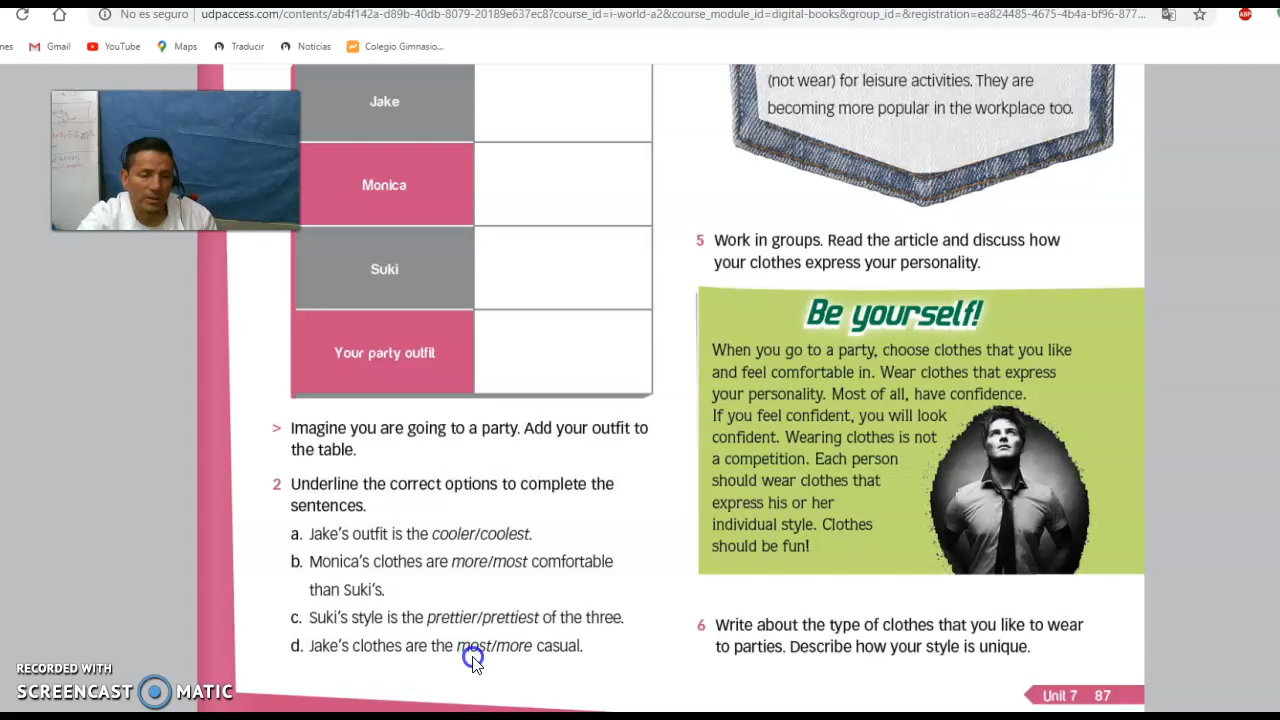 No es seguro
udpaccess.com/contents/ab4f142a-d89b-40db-8079-20189e637ec8?course_id=i-world-a2&course_module_id=digital-books&group_id=&registration=ea824485-4675-4b4a-bf96-877...
ABP
nes
Gmail
YouTube
Maps
Traducir
Noticias
Colegio Gimnasio...
Jake
Monica
Suki
Your party outfit
> Imagine you are going to a party. Add your outfit to
the table.
2 Underline the correct options to complete the
sentences.
a. Jake's outfit is the cooler/coolest.
b. Monica's clothes are more/most comfortable
than Suki's.
c. Suki's style is the prettier/prettiest of the three.
d. Jake's clothes are the most/more casual.
(not wear) for leisure activities. They are
becoming more popular in the workplace too.
5 Work in groups. Read the article and discuss how
your clothes express your personality.
Be yourself!
When you go to a party, choose clothes that you like
and feel comfortable in. Wear clothes that express
your personality. Most of all, have confidence.
If you feel confident, you will look
confident. Wearing clothes is not
a competition. Each person
should wear clothes that
express his or her
individual style. Clothes
should be fun!
6 Write about the type of clothes that you like to wear
to parties. Describe how your style is unique.
Unit 7 87
RECORDED WITH
SCREENCAST MATIC